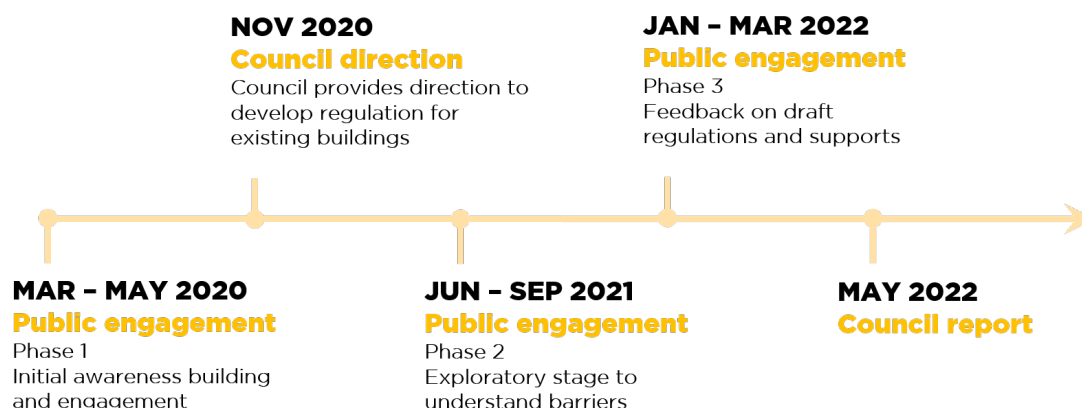 NOV 2020
Council direction
Council provides direction to
develop regulation for
existing buildings
JAN – MAR 2022
Public engagement
Phase 3
Feedback on draft
regulations and supports
MAR – MAY 2020
Public engagement
Phase 1
Initial awareness building
and engagement
JUN – SEP 2021
Public engagement
Phase 2
Exploratory stage to
understand barriers
MAY 2022
Council report